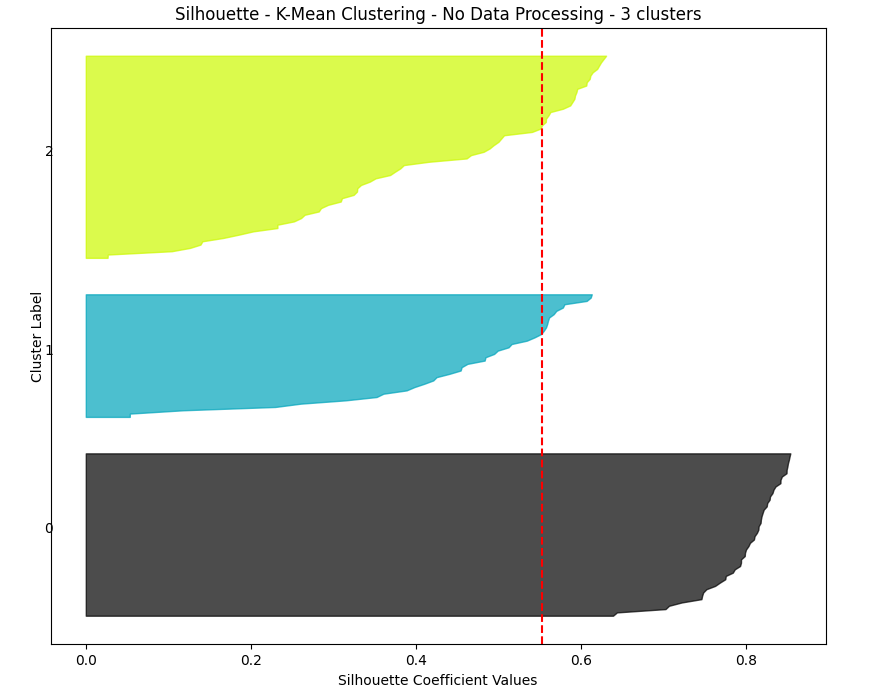 Silhouette - K-Mean Clustering - No Data Processing - 3 clusters
2
1
0
Cluster Label
0.0 0.2 0.4 0.6 0.8
Silhouette Coefficient Values